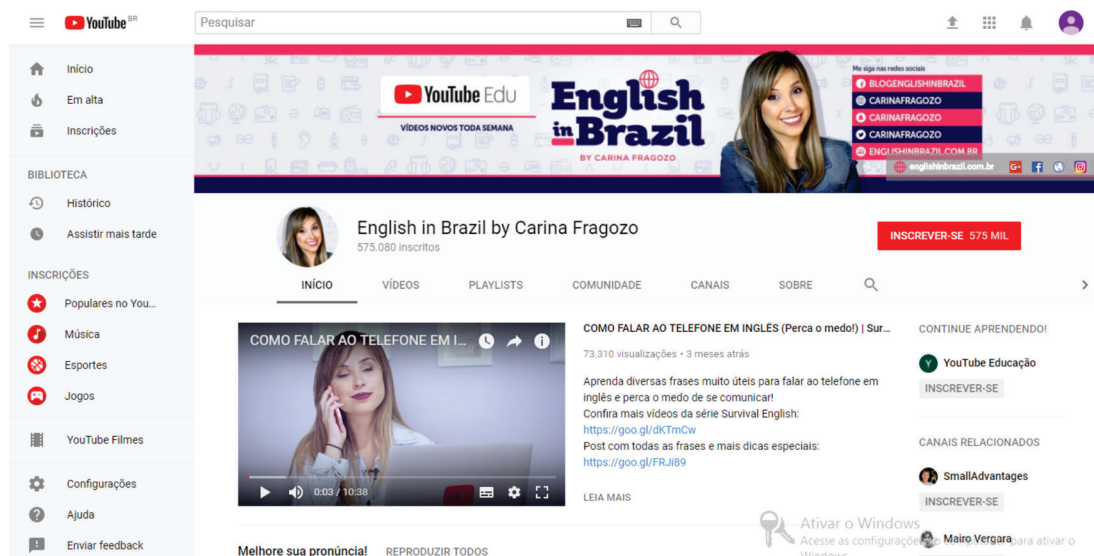 YouTube BR
Pesquisar
Início
Em alta
Inscrições
BIBLIOTECA
Histórico
Assistir mais tarde
INSCRIÇÕES
Populares no You...
Música
Esportes
Jogos
YouTube Filmes
Configurações
Ajuda
Enviar feedback
YouTube Edu
VÍDEOS NOVOS TODA SEMANA
English
in Brazil
BY CARINA FRAGOZO
Me siga nas redes sociais
BLOGENGLISHINBRAZIL
CARINAFRAGOZO
CARINAFRAGOZO
CARINAFRAGOZO
ENGLISHINBRAZIL.COM.BR
englishinbrazil.com.br
G+
English in Brazil by Carina Fragozo
575.080 inscritos
INSCREVER-SE 575 MIL
INÍCIO VÍDEOS PLAYLISTS COMUNIDADE CANAIS SOBRE
COMO FALAR AO TELEFONE EM I...
0:03 / 10:38
COMO FALAR AO TELEFONE EM INGLÊS (Perca o medo!) | Sur...
73.310 visualizações • 3 meses atrás
Aprenda diversas frases muito úteis para falar ao telefone em
inglês e perca o medo de se comunicar!
Confira mais vídeos da série Survival English:
https://goo.gl/dKTmCw
Post com todas as frases e mais dicas especiais:
https://goo.gl/FRJi89
LEIA MAIS
CONTINUE APRENDENDO!
Y YouTube Educação
INSCREVER-SE
CANAIS RELACIONADOS
SmallAdvantages
INSCREVER-SE
Mairo Vergara
Ativar o Windows
Acesse as configurações para ativar o
Windows
Melhore sua pronúncia! REPRODUZIR TODOS